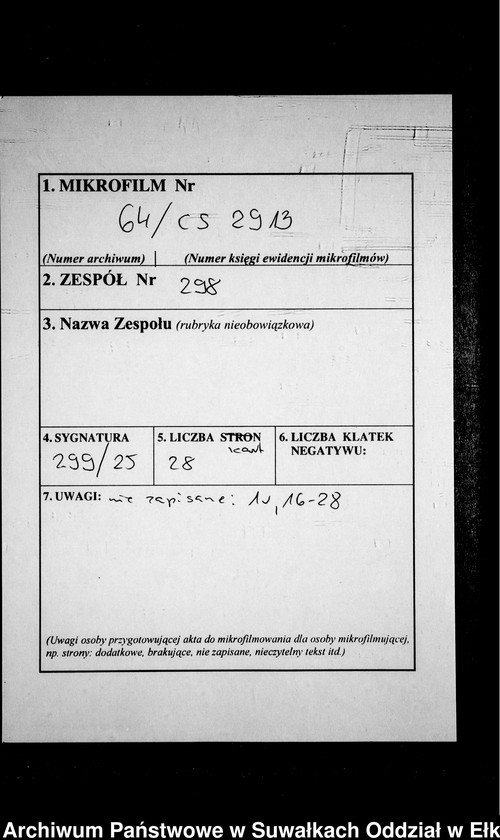 1. MIKROFILM Nr
64/CS 2913
(Numer archiwum) | (Numer księgi ewidencji mikrofilmów)
2. ZESPÓŁ Nr 298
3. Nazwa Zespołu (rubryka nieobowiązkowa)
4. SYGNATURA
299/25
5. LICZBA STRON
kart
28
6. LICZBA KLATEK
NEGATYWU:
7. UWAGI: nie zapisane: 1v, 16-28
(Uwagi osoby przygotowującej akta do mikrofilmowania dla osoby mikrofilmującej,
np. strony: dodatkowe, brakujące, nie zapisane, nieczytelny tekst itd.)
Archiwum Państwowe w Suwałkach Oddział w Ełk